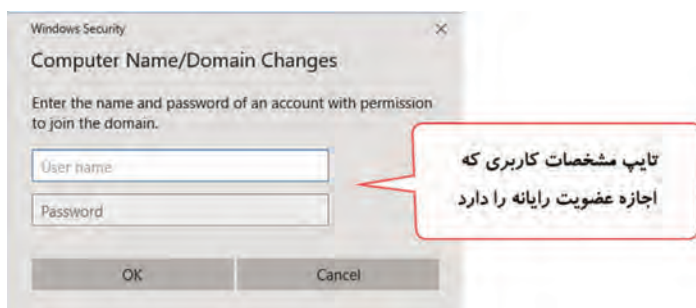 Windows Security
Computer Name/Domain Changes
Enter the name and password of an account with permission
to join the domain.
User name
Password
OK
Cancel
تایپ مشخصات کاربری که
اجازه عضویت رایانه را دارد